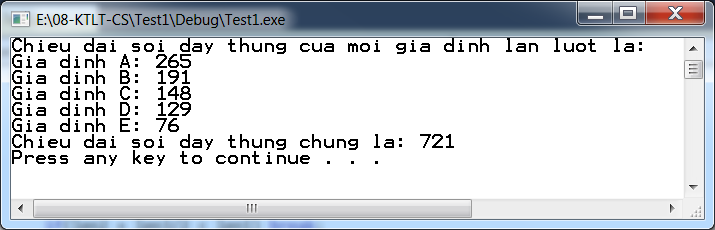 E:\08-KTLT-CS\Test1\Debug\Test1.exe
Chieu dai soi day thung cua moi gia dinh lan luot la:
Gia dinh A: 265
Gia dinh B: 191
Gia dinh C: 148
Gia dinh D: 129
Gia dinh E: 76
Chieu dai soi day thung chung la: 721
Press any key to continue . . .